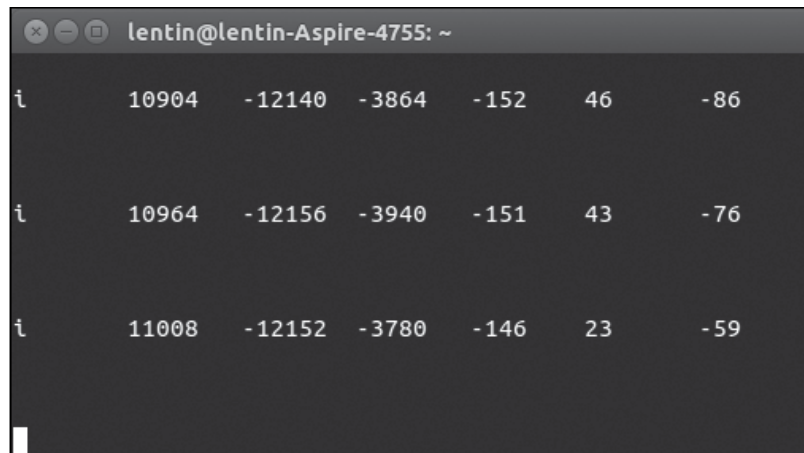 lentin@lentin-Aspire-4755: ~
i 10904 -12140 -3864 -152 46 -86
i 10964 -12156 -3940 -151 43 -76
i 11008 -12152 -3780 -146 23 -59